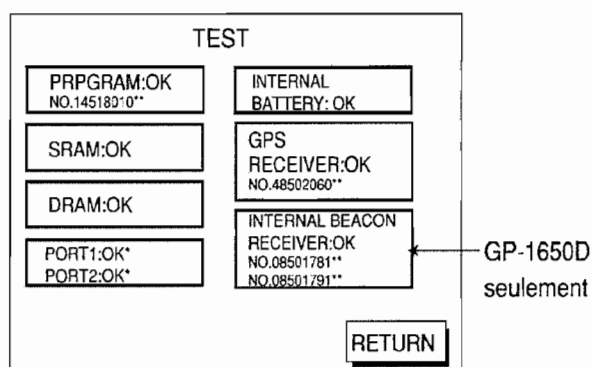 TEST
PRPGRAM:OK
NO.14518010**
SRAM:OK
DRAM:OK
PORT1:OK*
PORT2:OK*
INTERNAL
BATTERY: OK
GPS
RECEIVER:OK
NO.48502060**
INTERNAL BEACON
RECEIVER:OK
NO.08501781**
NO.08501791**
GP-1650D
seulement
RETURN